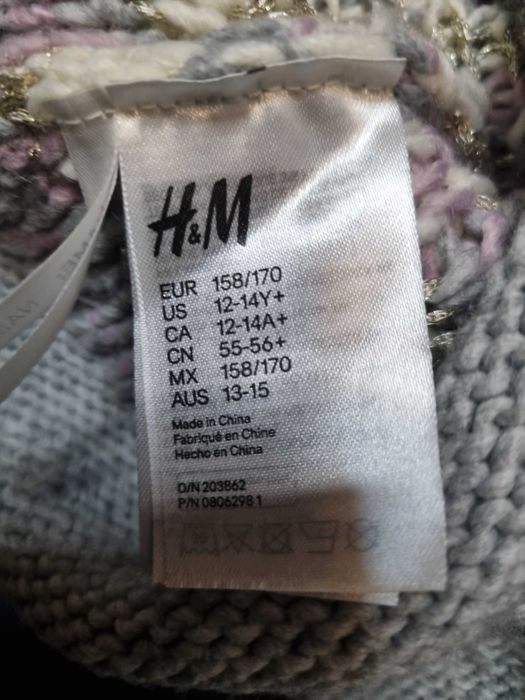 H&M
EUR 158/170
US 12-14Y+
CA 12-14A+
CN 55-56+
MX 158/170
AUS 13-15
Made in China
Fabriqué en Chine
Hecho en China
O/N 203862
P/N 0806298 1